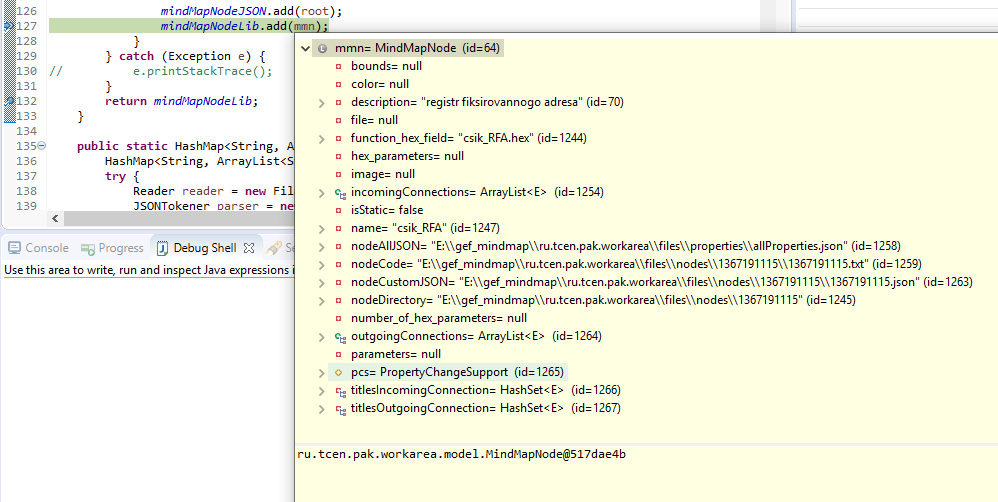 126 mindMapNodeJSON.add(root);
127 mindMapNodeLib.add(mmn);
128 }
129 } catch (Exception e) {
130 // e.printStackTrace();
131 }
132 return mindMapNodeLib;
133 }
134
135 public static HashMap<String, A
136 HashMap<String, ArrayList<S
137 try {
138 Reader reader = new Fil
139 JSONTokener parser = new
mmn= MindMapNode (id=64)
bounds= null
color= null
description= "registr fiksirovannogo adresa" (id=70)
file= null
function_hex_field= "csik_RFA.hex" (id=1244)
hex_parameters= null
image= null
incomingConnections= ArrayList<E> (id=1254)
isStatic= false
name= "csik_RFA" (id=1247)
nodeAllJSON= "E:\\gef_mindmap\\ru.tcen.pak.workarea\\files\\properties\\allProperties.json" (id=1258)
nodeCode= "E:\\gef_mindmap\\ru.tcen.pak.workarea\\files\\nodes\\1367191115\\1367191115.txt" (id=1259)
nodeCustomJSON= "E:\\gef_mindmap\\ru.tcen.pak.workarea\\files\\nodes\\1367191115\\1367191115.json" (id=1263)
nodeDirectory= "E:\\gef_mindmap\\ru.tcen.pak.workarea\\files\\nodes\\1367191115" (id=1245)
number_of_hex_parameters= null
outgoingConnections= ArrayList<E> (id=1264)
parameters= null
pcs= PropertyChangeSupport (id=1265)
titlesIncomingConnection= HashSet<E> (id=1266)
titlesOutgoingConnection= HashSet<E> (id=1267)
ru.tcen.pak.workarea.model.MindMapNode@517dae4b
Console Progress Debug Shell Se
Use this area to write, run and inspect Java expressions i